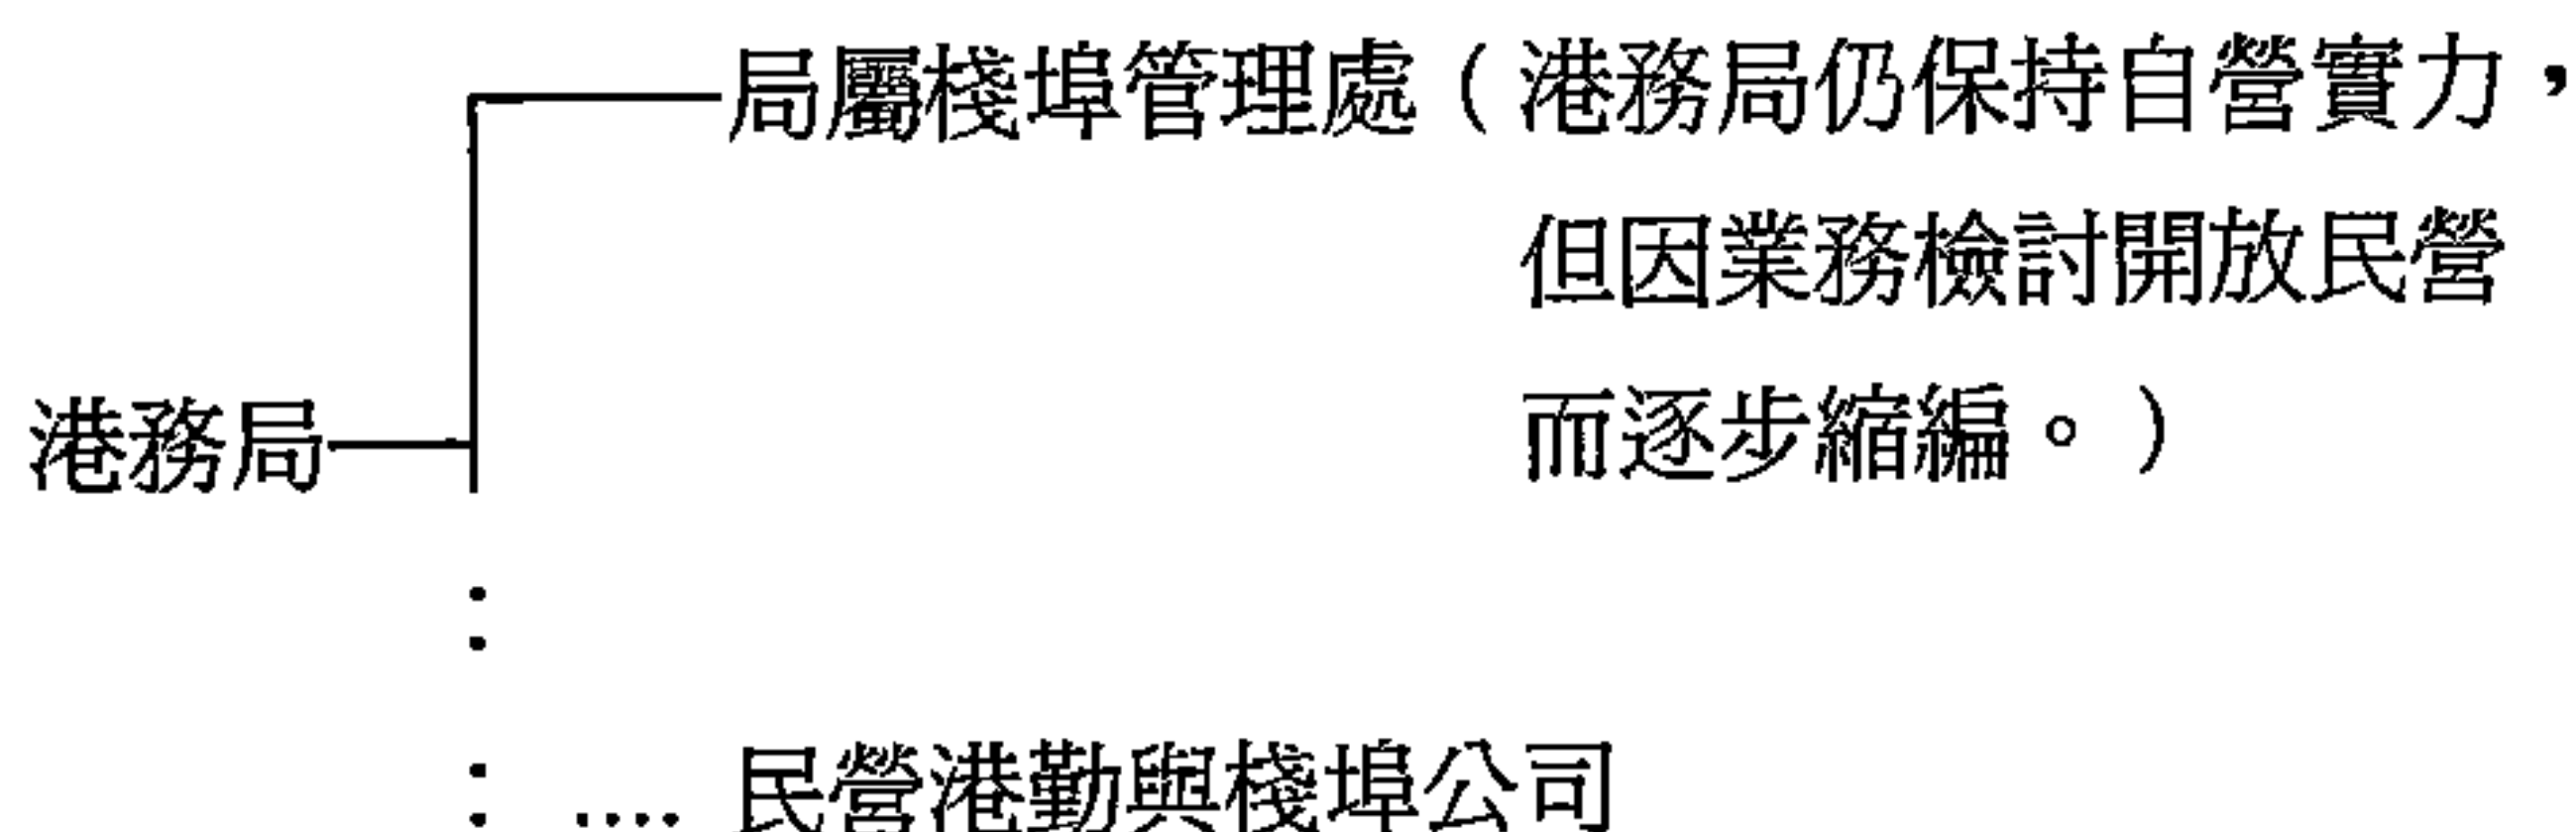 局屬棧埠管理處（港務局仍保持自營實力，
但因業務檢討開放民營
而逐步縮編。）
港務局
民營港勤與棧埠公司